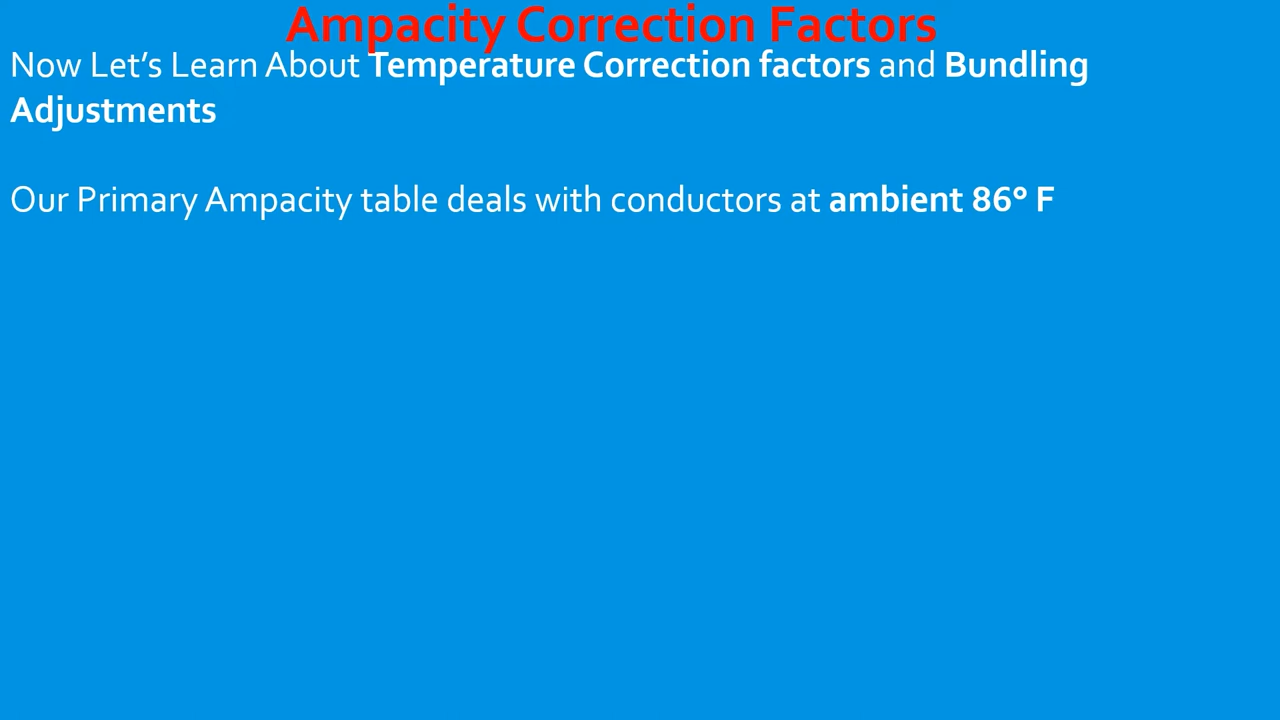 Ampacity Correction Factors
Now Let’s Learn About Temperature Correction factors and Bundling
Adjustments
Our Primary Ampacity table deals with conductors at ambient 86° F